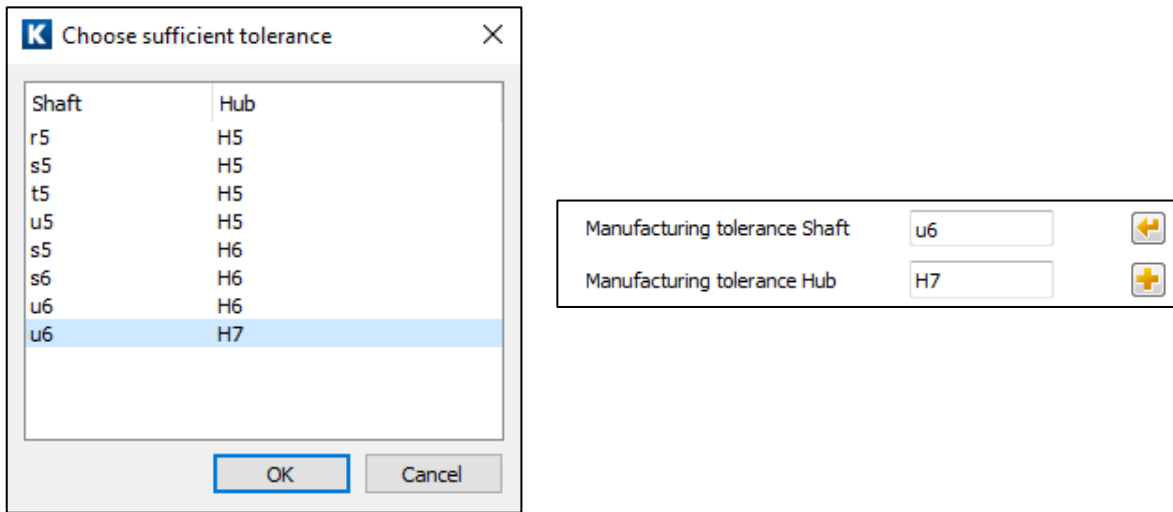 K Choose sufficient tolerance
Shaft Hub
r5 H5
s5 H5
t5 H5
u5 H5
s5 H6
s6 H6
u6 H6
u6 H7
OK Cancel
Manufacturing tolerance Shaft u6
Manufacturing tolerance Hub H7